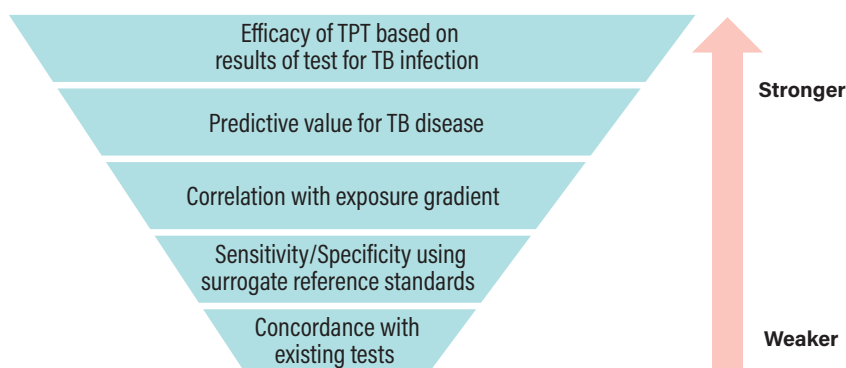 Efficacy of TPT based on
results of test for TB infection
Stronger
Predictive value for TB disease
Correlation with exposure gradient
Sensitivity/Specificity using
surrogate reference standards
Concordance with
existing tests
Weaker